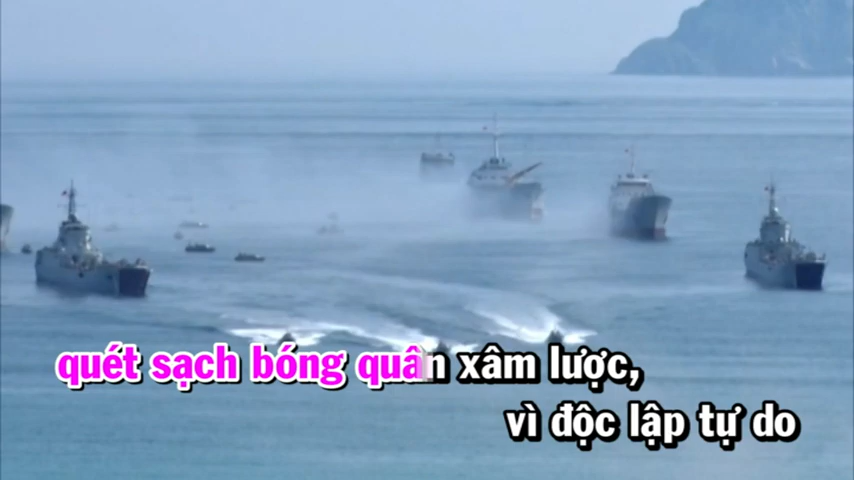 quét sạch bóng quân xâm lược,
vì độc lập tự do